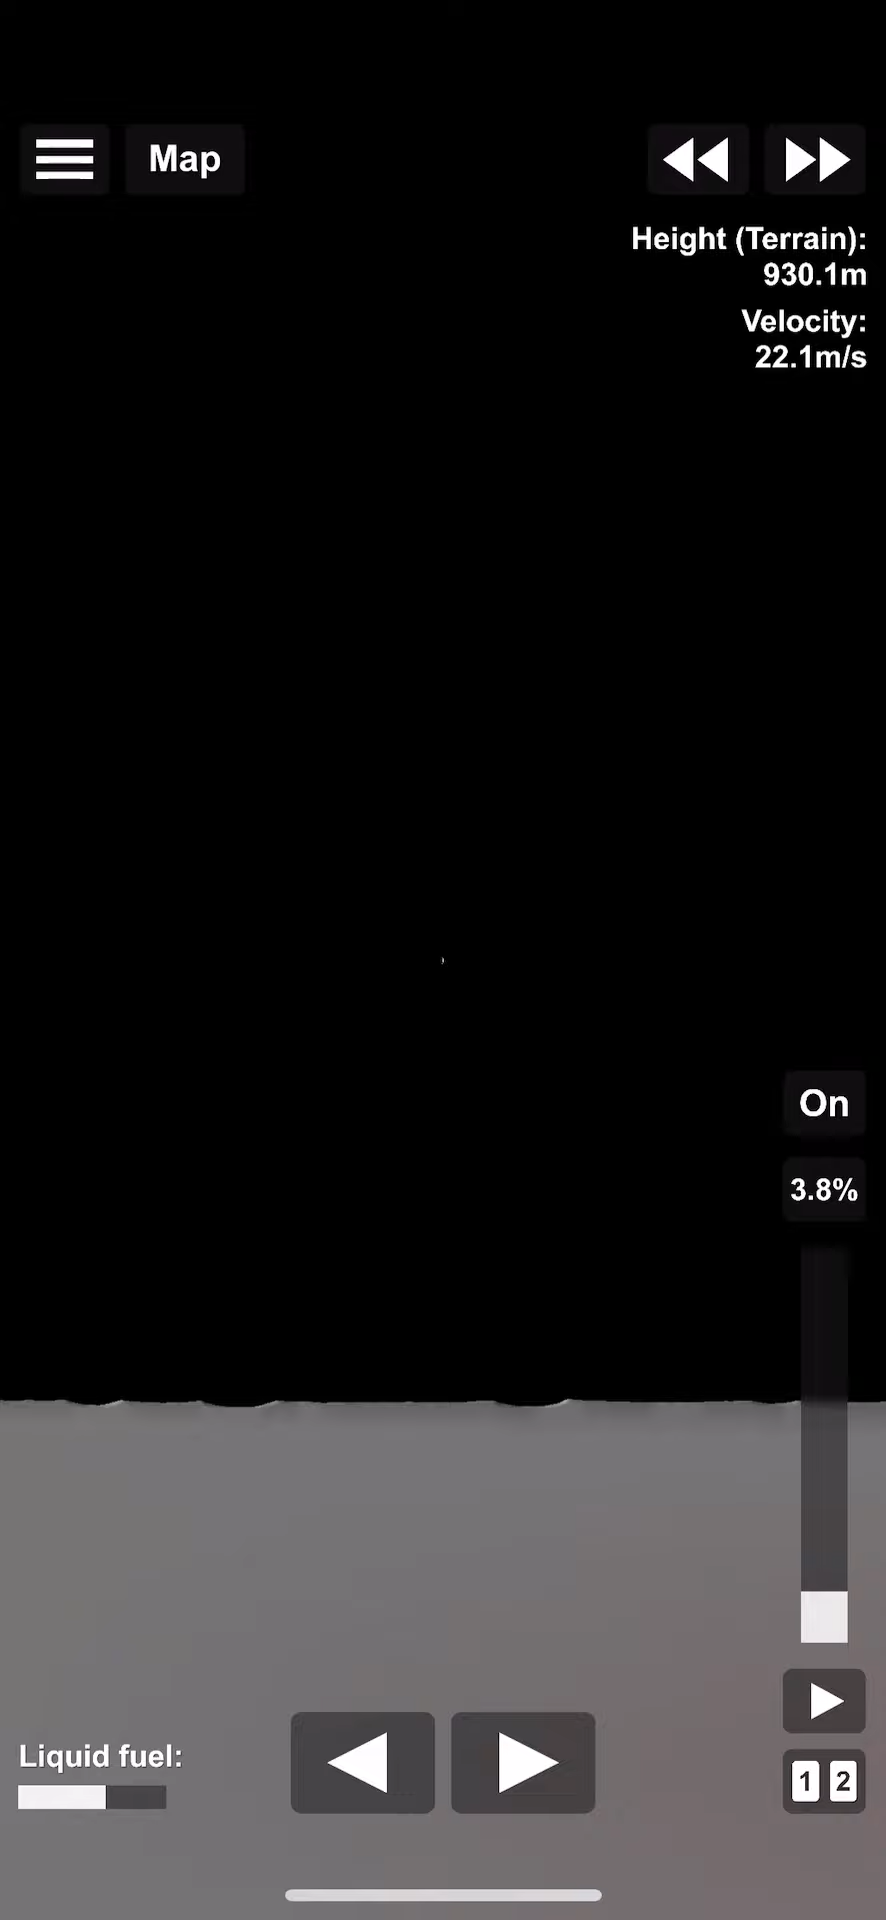 Map
Height (Terrain):
930.1m
Velocity:
22.1m/s
On
3.8%
Liquid fuel:
1 2